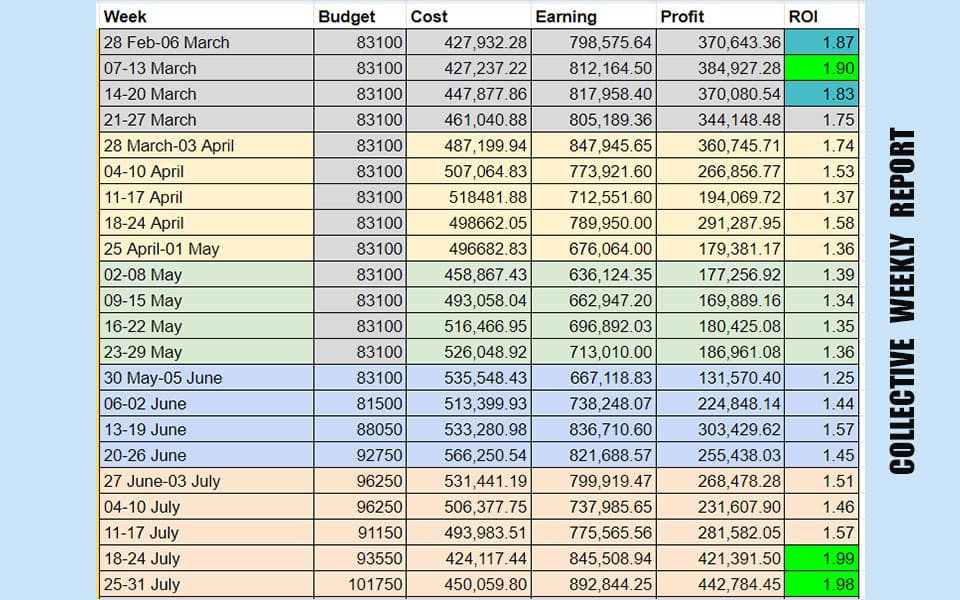 Week Budget Cost Earning Profit ROI
28 Feb-06 March 83100 427,932.28 798,575.64 370,643.36 1.87
07-13 March 83100 427,237.22 812,164.50 384,927.28 1.90
14-20 March 83100 447,877.86 817,958.40 370,080.54 1.83
21-27 March 83100 461,040.88 805,189.36 344,148.48 1.75
28 March-03 April 83100 487,199.94 847,945.65 360,745.71 1.74
04-10 April 83100 507,064.83 773,921.60 266,856.77 1.53
11-17 April 83100 518481.88 712,551.60 194,069.72 1.37
18-24 April 83100 498662.05 789,950.00 291,287.95 1.58
25 April-01 May 83100 496682.83 676,064.00 179,381.17 1.36
02-08 May 83100 458,867.43 636,124.35 177,256.92 1.39
09-15 May 83100 493,058.04 662,947.20 169,889.16 1.34
16-22 May 83100 516,466.95 696,892.03 180,425.08 1.35
23-29 May 83100 526,048.92 713,010.00 186,961.08 1.36
30 May-05 June 83100 535,548.43 667,118.83 131,570.40 1.25
06-02 June 81500 513,399.93 738,248.07 224,848.14 1.44
13-19 June 88050 533,280.98 836,710.60 303,429.62 1.57
20-26 June 92750 566,250.54 821,688.57 255,438.03 1.45
27 June-03 July 96250 531,441.19 799,919.47 268,478.28 1.51
04-10 July 96250 506,377.75 737,985.65 231,607.90 1.46
11-17 July 91150 493,983.51 775,565.56 281,582.05 1.57
18-24 July 93550 424,117.44 845,508.94 421,391.50 1.99
25-31 July 101750 450,059.80 892,844.25 442,784.45 1.98
COLLECTIVE WEEKLY REPORT